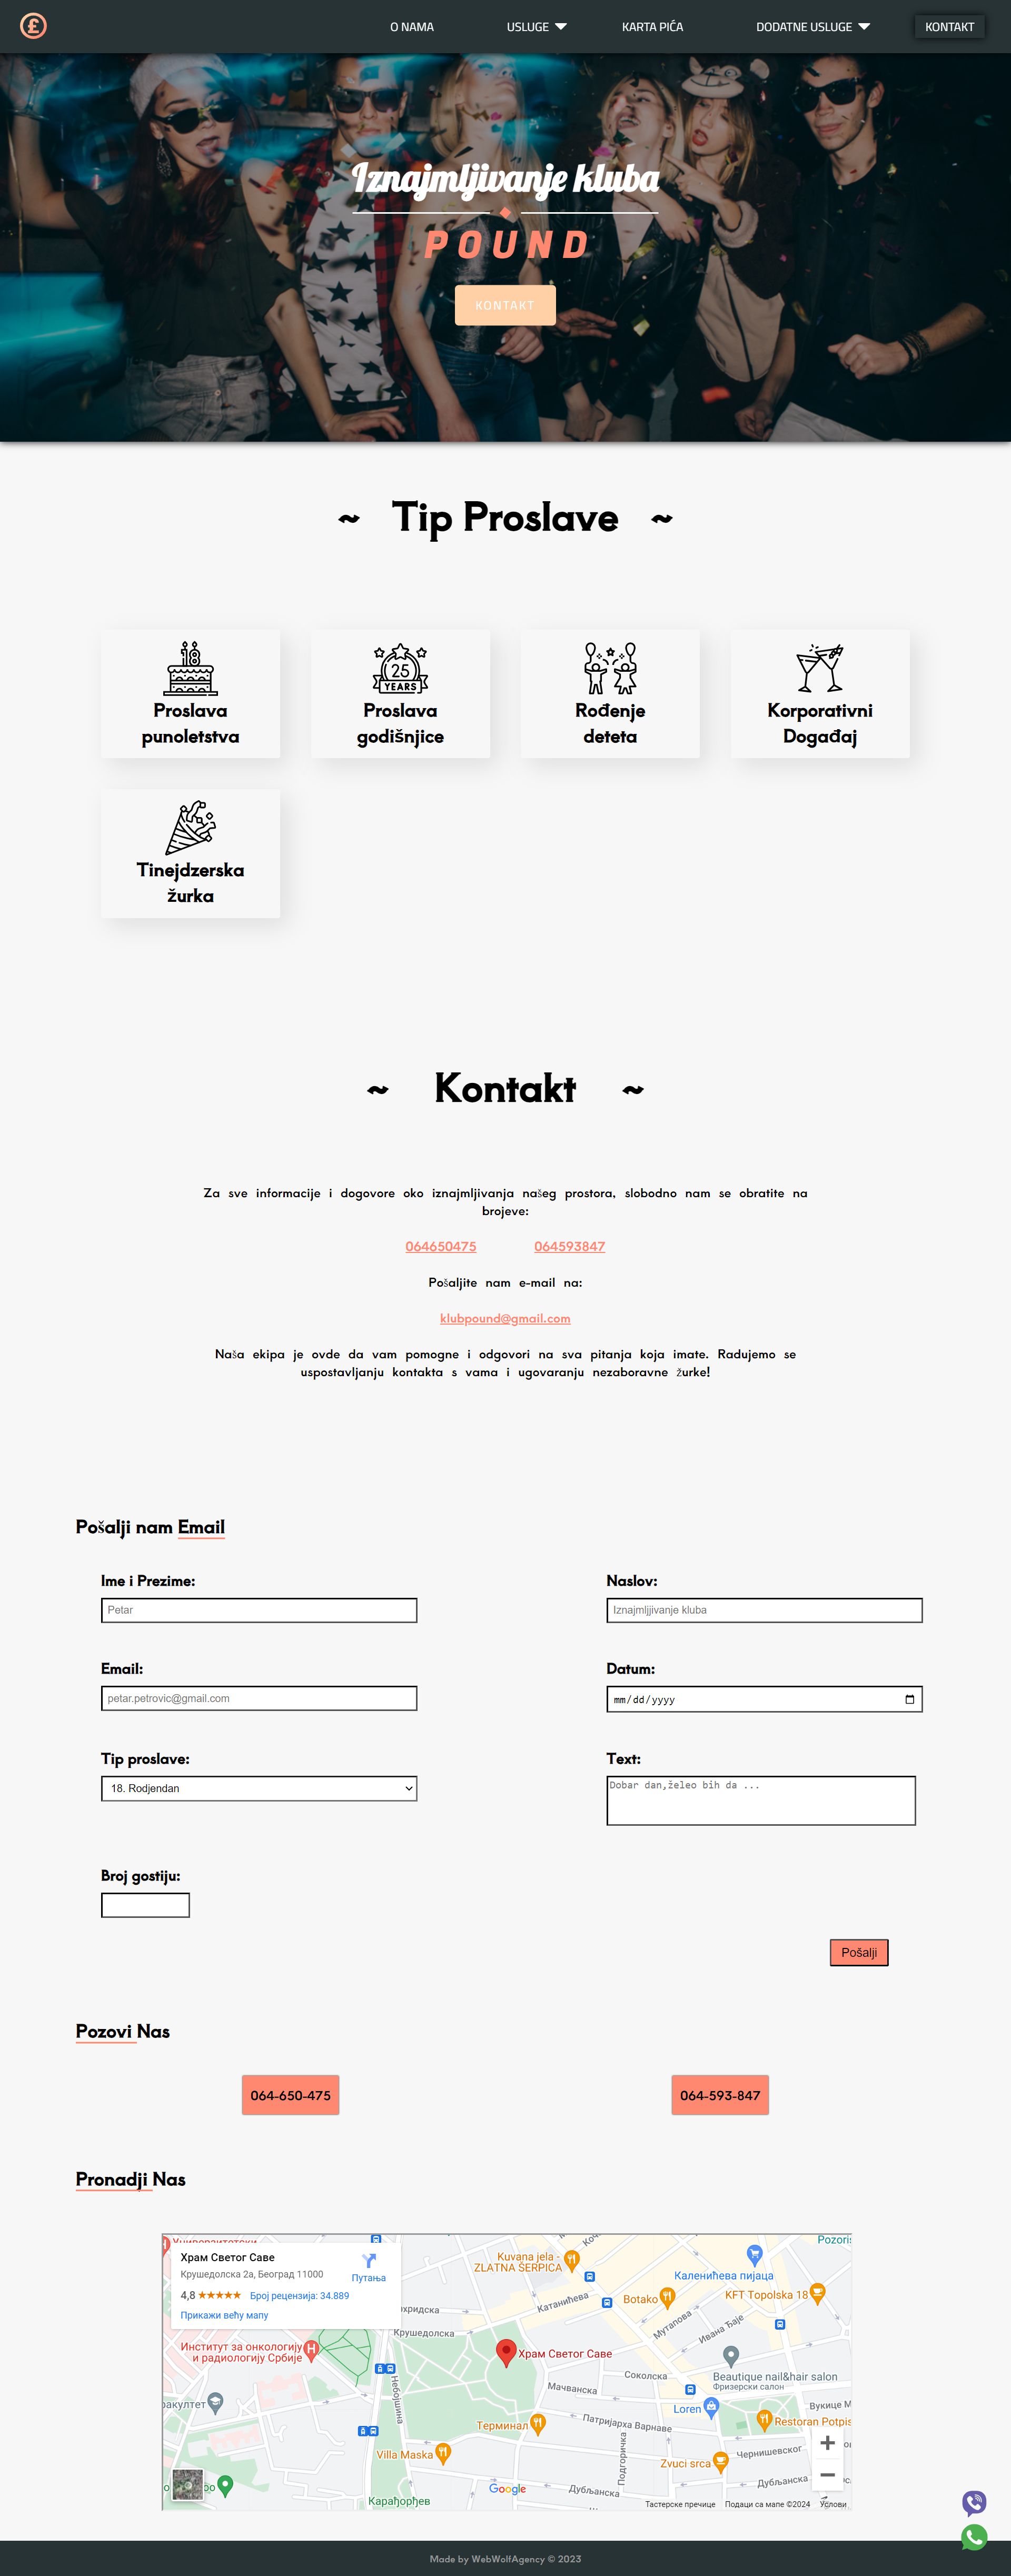 £
O NAMA
USLUGE
KARTA PIĆA
DODATNE USLUGE
KONTAKT
Iznajmljivanje kluba
POUND
KONTAKT
~ Tip Proslave ~
18
Proslava
punoletstva
25
YEARS
Proslava
godišnjice
Rođenje
deteta
Korporativni
Događaj
Tinejdzerska
žurka
~ Kontakt ~
Za sve informacije i dogovore oko iznajmljivanja našeg prostora, slobodno nam se obratite na
brojeve:
064650475 064593847
Pošaljite nam e-mail na:
klubpound@gmail.com
Naša ekipa je ovde da vam pomogne i odgovori na sva pitanja koja imate. Radujemo se
uspostavljanju kontakta s vama i ugovaranju nezaboravne žurke!
Pošalji nam Email
Ime i Prezime:
Petar
Naslov:
Iznajmljjivanje kluba
Email:
petar.petrovic@gmail.com
Datum:
mm/dd/yyyy
Tip proslave:
18. Rodjendan
Text:
Dobar dan,želeo bih da ...
Broj gostiju:
Pošalji
Pozovi Nas
064-650-475
064-593-847
Pronadji Nas
Храм Светог Саве
Крушедолска 2а, Београд 11000
Путања
4,8 ★★★★★ Број рецензија: 34.889
Прикажи већу мапу
Kuvana jela -
ZLATNA ŠERPICA
Каленићева пијаца
Botako
KFT Topolska 18
Катанићева
Мутапова
Ивана Ђаје
Крушедолска
Институт за онкологију
и радиологију Србије
Храм Светог Саве
Соколска
Beautique nail&hair salon
Фризерски салон
Мачванска
Небојшина
Loren
Restoran Potpis
Терминал
Патријарха Варнаве
Подгоричка
Villa Maska
Zvuci srca
Чернишевског
Дубљанска
Дубљанска
Google
Карађорђев
Тастерске пречице
Подаци са мапе ©2024
Услови
Made by WebWolfAgency © 2023